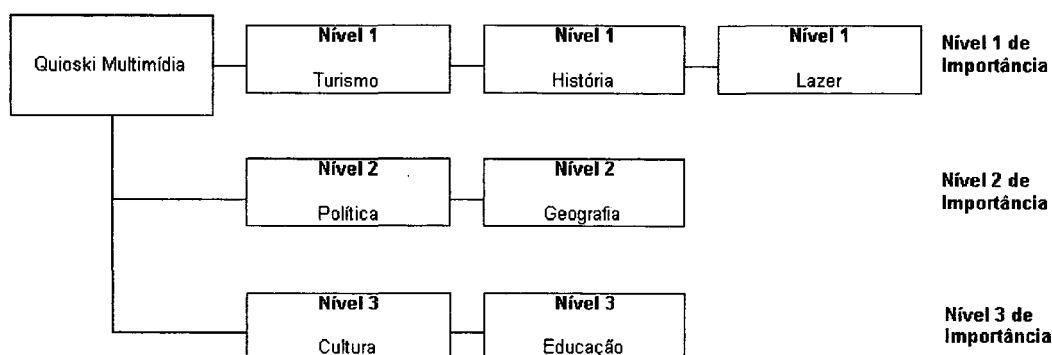 Quioski Multimídia
Nível 1
Turismo
Nível 1
História
Nível 1
Lazer
Nível 1 de
Importância
Nível 2
Política
Nível 2
Geografia
Nível 2 de
Importância
Nível 3
Cultura
Nível 3
Educação
Nível 3 de
Importância